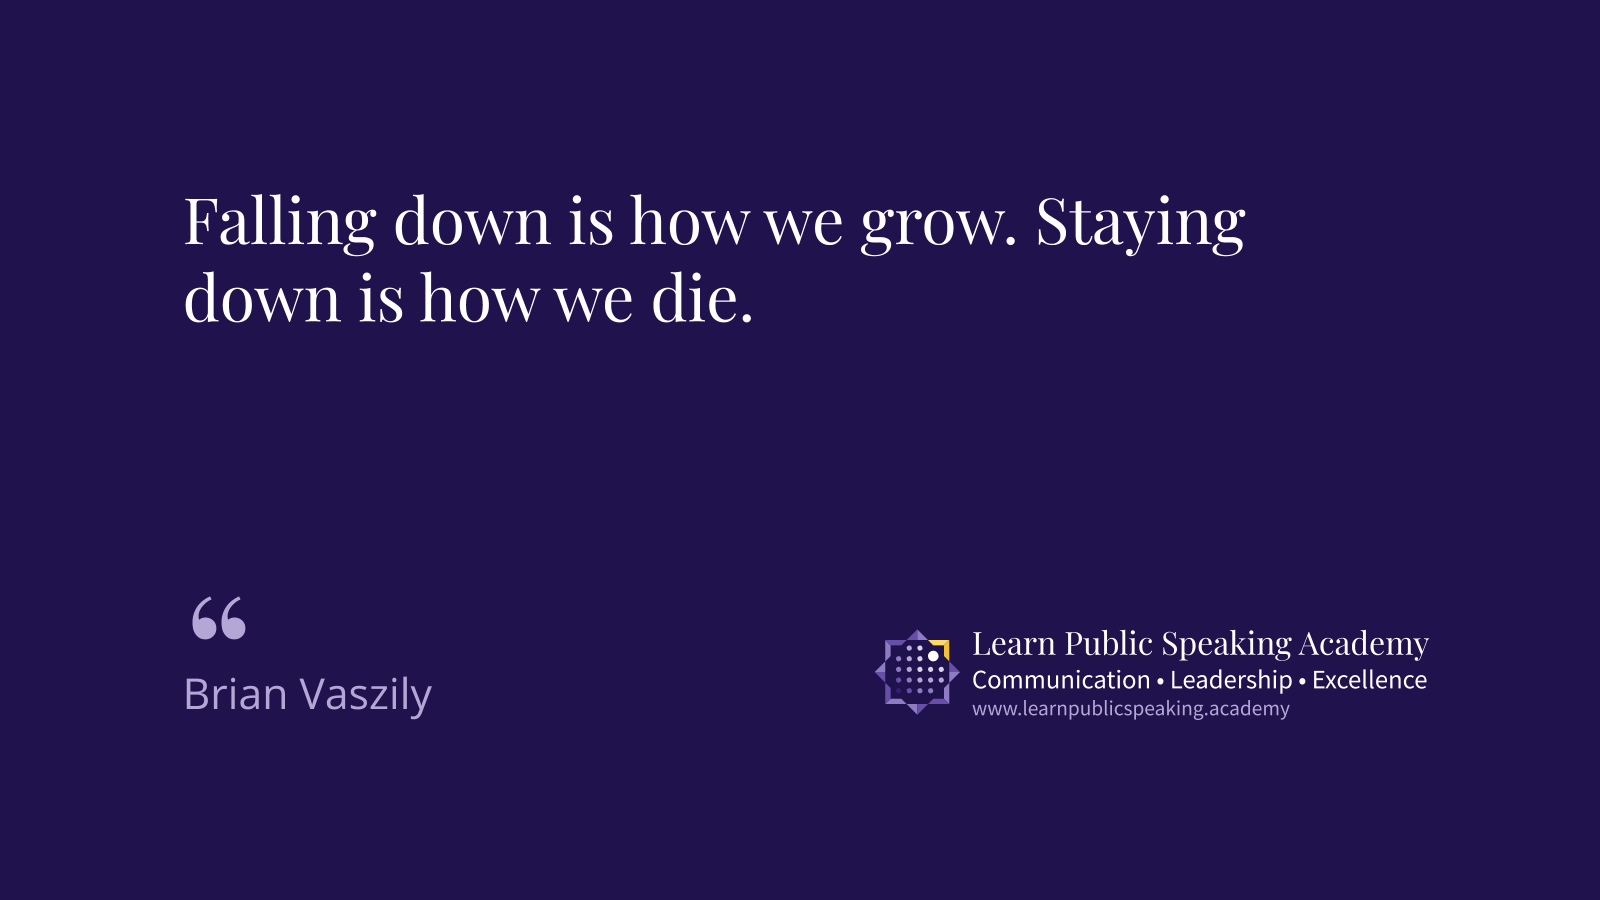 Falling down is how we grow. Staying
down is how we die.
“
Brian Vaszily
Learn Public Speaking Academy
Communication • Leadership • Excellence
www.learnpublicspeaking.academy